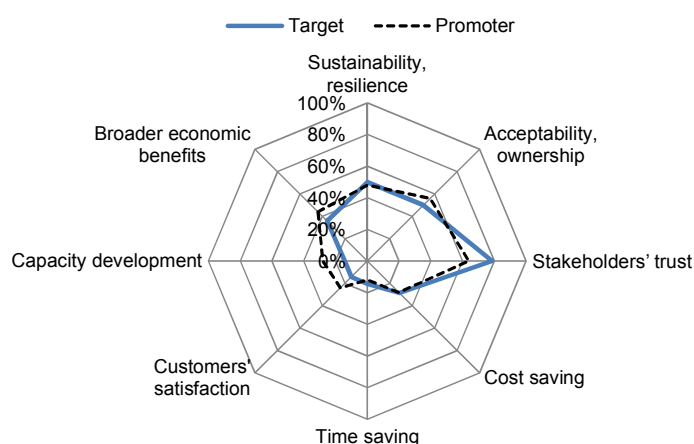 Target
Promoter
Sustainability,
resilience
100%
80%
60%
40%
20%
0%
Acceptability,
ownership
Stakeholders' trust
Cost saving
Time saving
Customers'
satisfaction
Capacity development
Broader economic
benefits